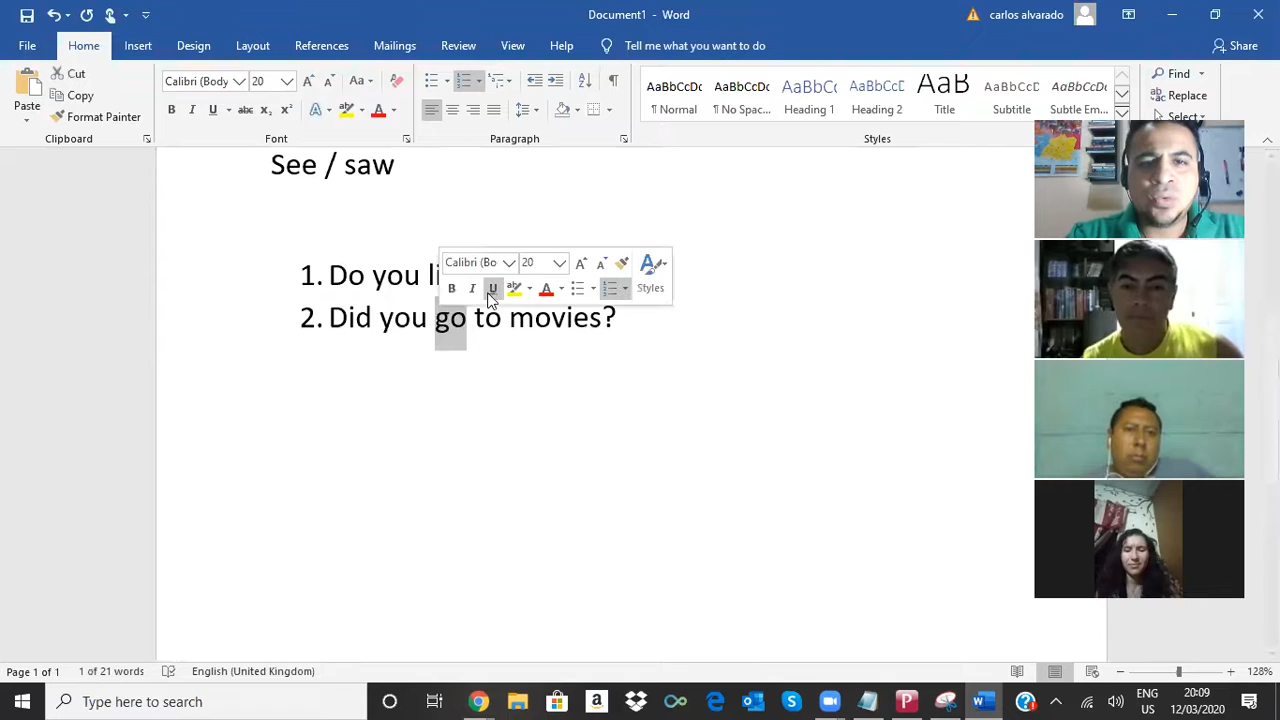 Document1 - Word
carlos alvarado
File Home Insert Design Layout References Mailings Review View Help Tell me what you want to do Share
Paste
Cut
Copy
Format Painter
Clipboard
Calibri (Body 20
Font
Paragraph
AaBbCcDc AaBbCcDc AaBbCc AaBbCcD AaB AaBbCcD AaBbCcDc
¶ Normal ¶ No Spac... Heading 1 Heading 2 Title Subtitle Subtle Em...
Styles
Find
Replace
Select
See / saw
Calibri (Bo 20
Styles
1. Do you li
2. Did you go to movies?
Page 1 of 1 1 of 21 words English (United Kingdom) 128%
Type here to search
ENG
US
20:09
12/03/2020